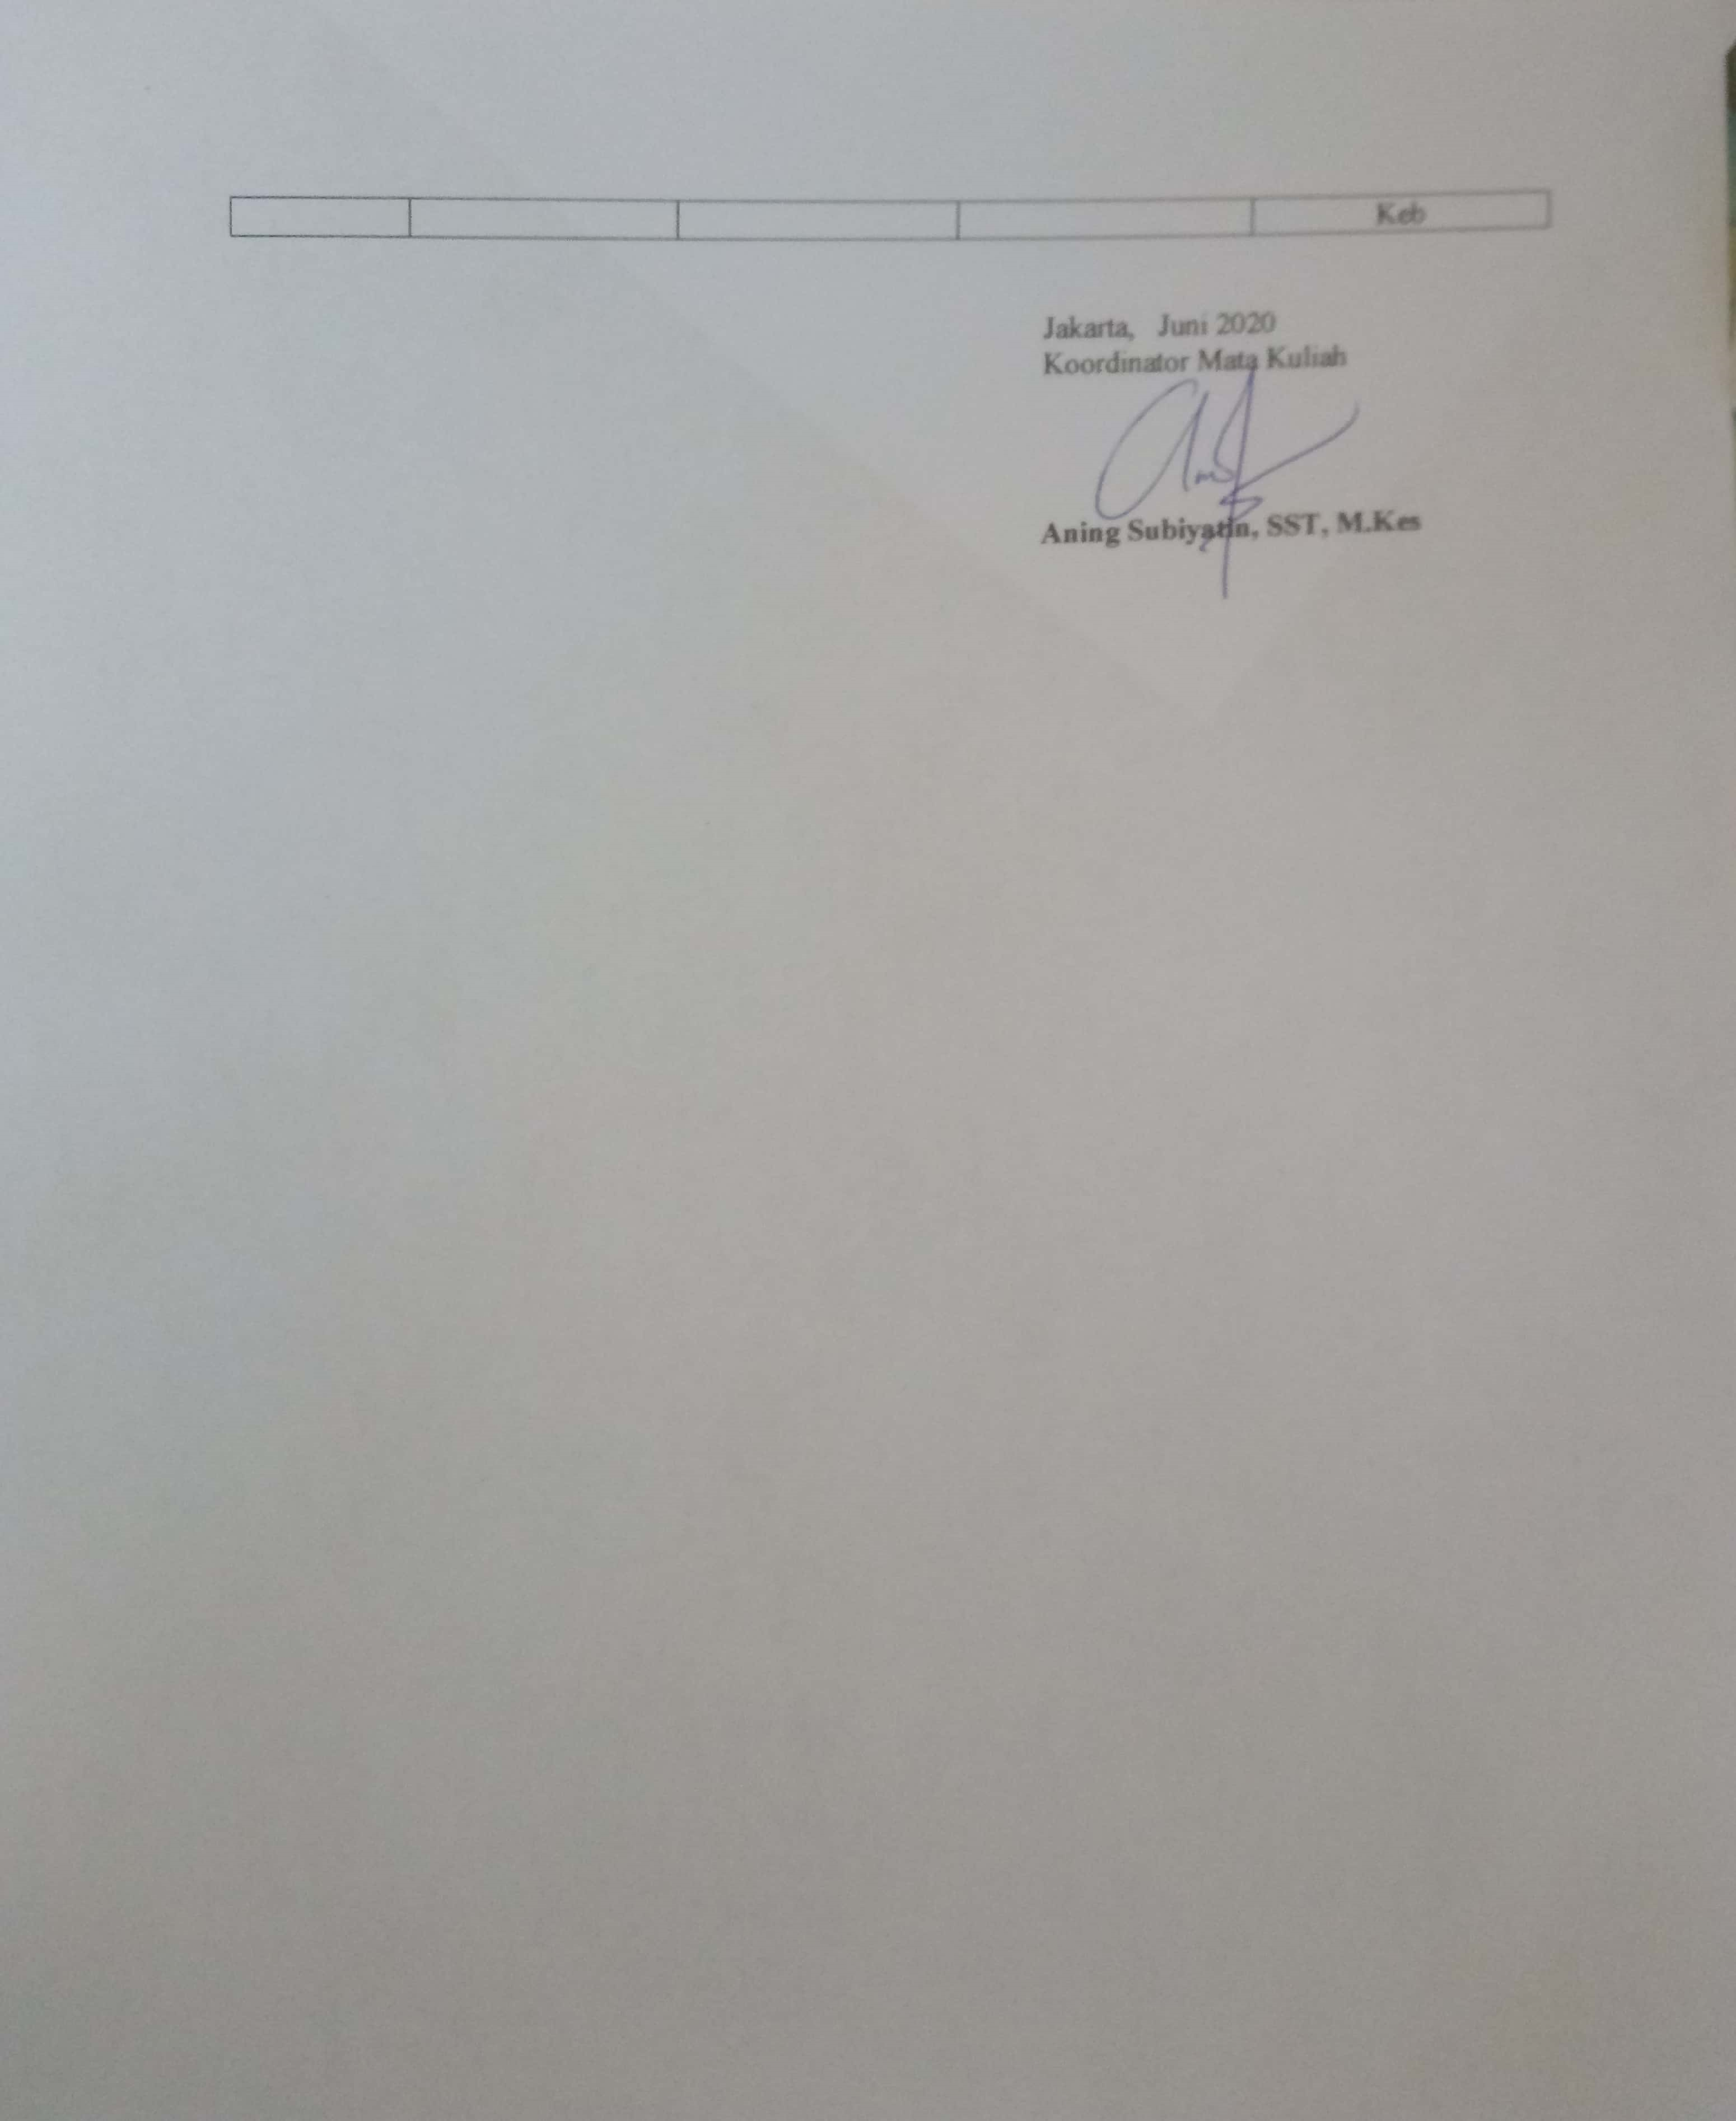 Keb
Jakarta,   Juni 2020
Koordinator Mata Kuliah
Aning Subiyatin, SST, M.Kes